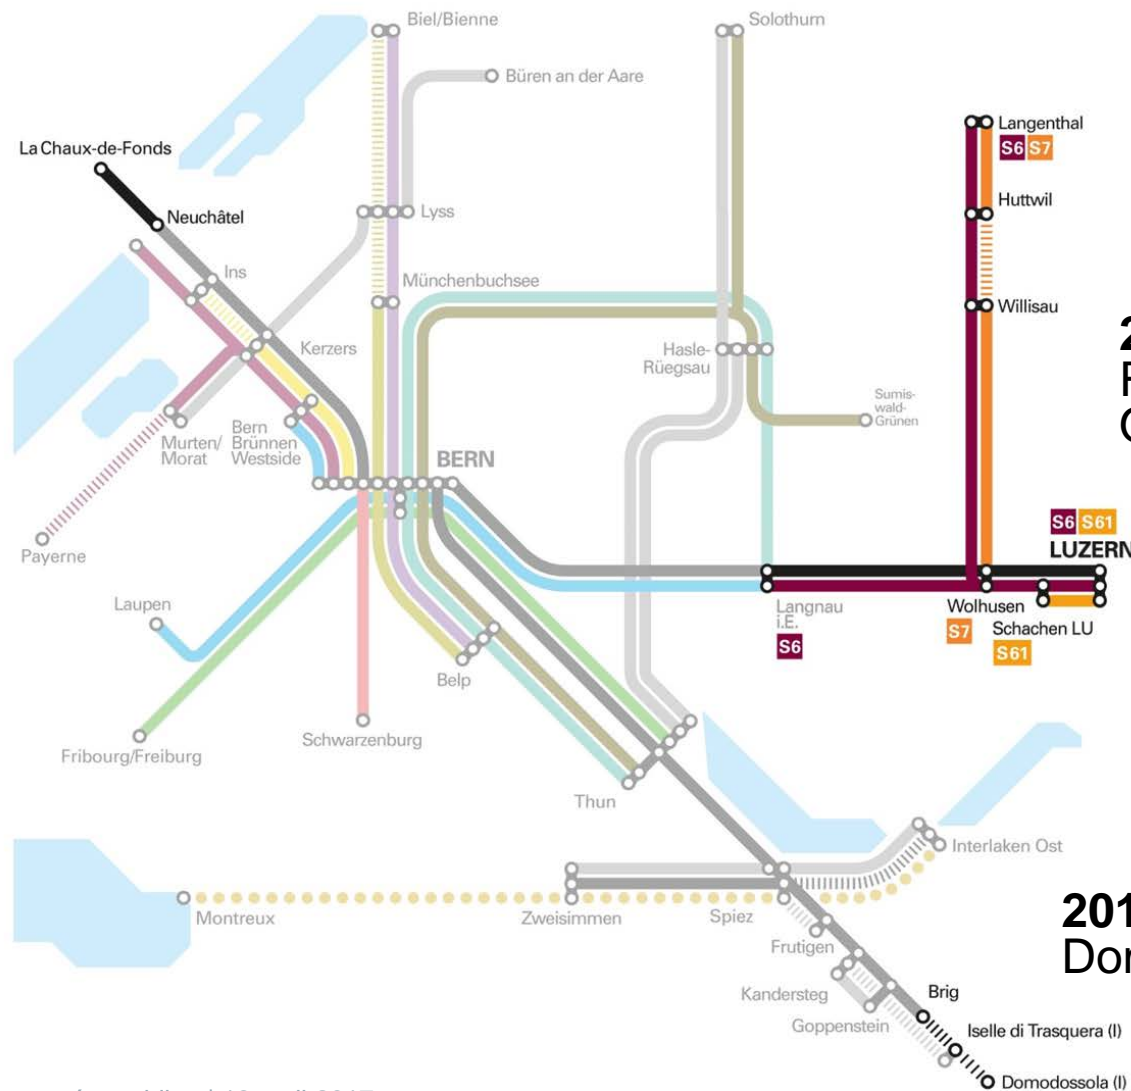 Biel/Bienne
Solothurn
Büren an der Aare
La Chaux-de-Fonds
Langenthal
S6 S7
Neuchâtel
Lyss
Huttwil
Ins
Münchenbuchsee
Willisau
Kerzers
Hasle-
Rüegsau
Sumis-
wald-
Grünen
Murten/
Morat
Bern
Brünnen
Westside
BERN
S6 S61
LUZERN
Payerne
Laupen
Langnau
i.E.
S6
Wolhusen
S7
Schachen LU
S61
Belp
Fribourg/Freiburg
Schwarzenburg
Thun
Interlaken Ost
Montreux
Zweisimmen
Spiez
201
Dor
Frutigen
Kandersteg
Goppenstein
Brig
Iselle di Trasquera (I)
Domodossola (I)